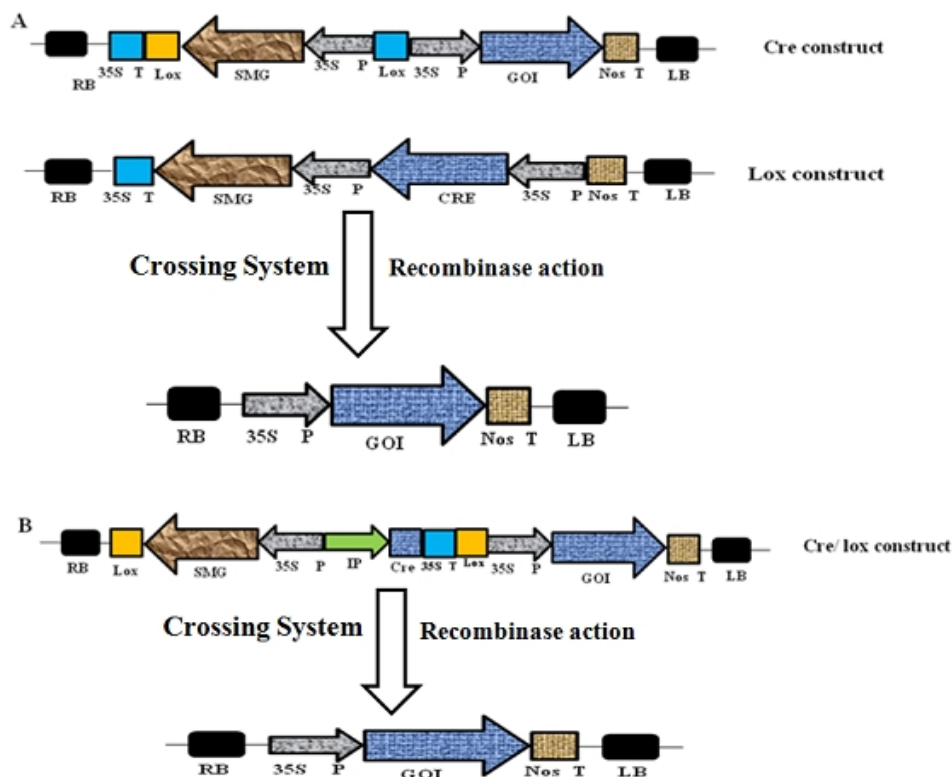 A
Cre construct
RB 35S T Lox SMG 35S P Lox 35S P GOI Nos T LB
Lox construct
RB 35S T SMG 35S P CRE 35S P Nos T LB
Crossing System Recombinase action
RB 35S P GOI Nos T LB
B
Cre/ lox construct
RB Lox SMG 35S P IP Cre 35S T Lox 35S P GOI Nos T LB
Crossing System Recombinase action
RB 35S P GOI Nos T LB